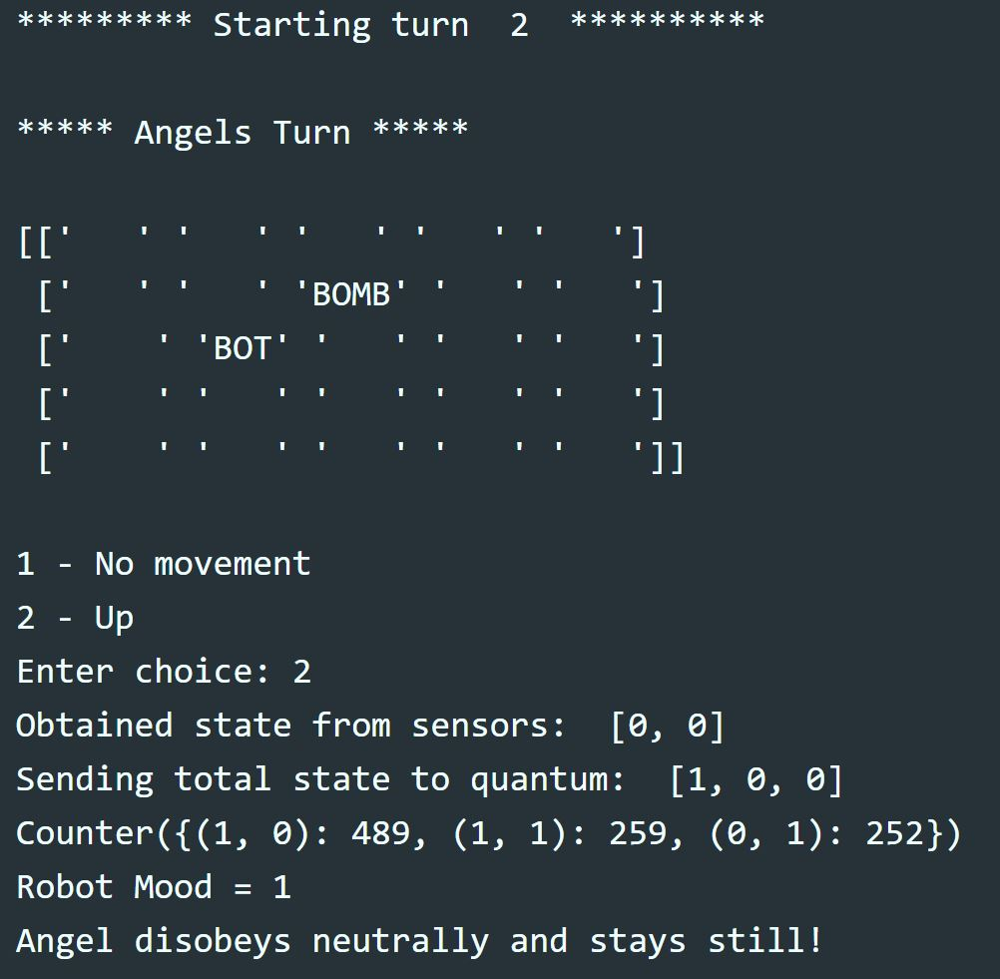 ********* Starting turn  2  **********
***** Angels Turn *****
[['   ' '   ' '   ' '   ' '   ']
 ['   ' '   ' 'BOMB' '   ' '   ']
 ['    ' 'BOT' '   ' '   ' '   ']
 ['    ' '   ' '   ' '   ' '   ']
 ['    ' '   ' '   ' '   ' '   ']]
1 - No movement
2 - Up
Enter choice: 2
Obtained state from sensors:  [0, 0]
Sending total state to quantum:  [1, 0, 0]
Counter({(1, 0): 489, (1, 1): 259, (0, 1): 252})
Robot Mood = 1
Angel disobeys neutrally and stays still!